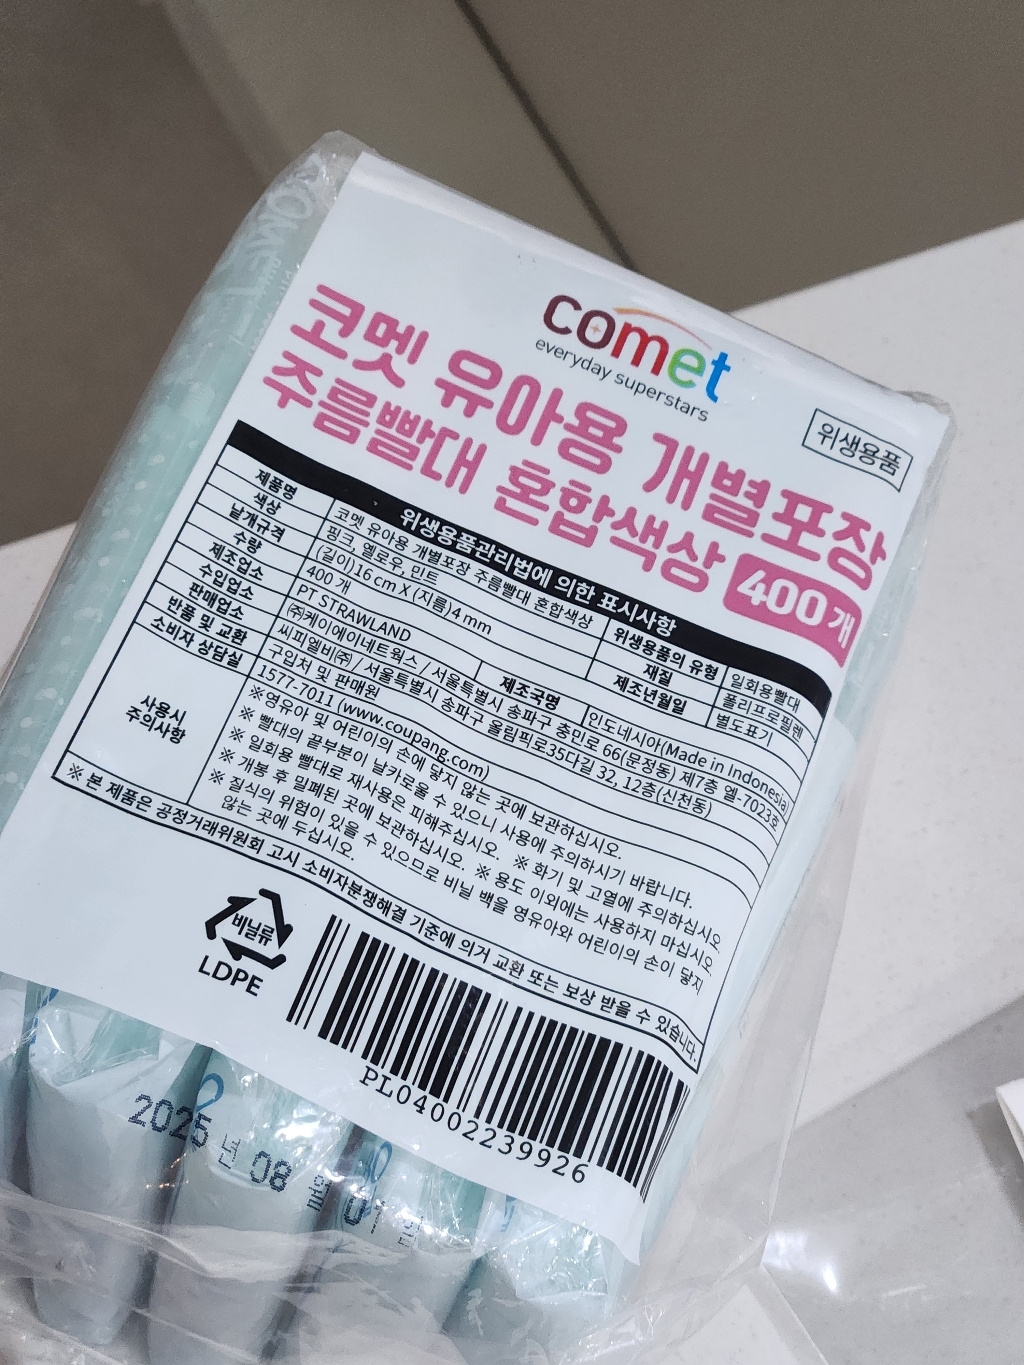 comet
everyday superstars
위생용품
코멧 유아용 개별포장
주름빨대 혼합색상 400개
위생용품관리법에 의한 표시사항
제품명 코멧 유아용 개별포장 주름빨대 혼합색상 위생용품의 유형 일회용빨대
색상 핑크, 옐로우, 민트 재질 폴리프로필렌
낱개규격 (길이)16 cm X (지름)4 mm 제조년월일 별도표기
수량 400 개
제조업소 PT STRAWLAND 제조국명 인도네시아(Made in Indonesia)
수입업소 ㈜케이에이네트웍스 / 서울특별시 송파구 충민로 66(문정동) 제7층 엘-7023호
판매업소 씨피엘비㈜ / 서울특별시 송파구 올림픽로35다길 32, 12층(신천동)
반품 및 교환 구입처 및 판매원
소비자 상담실 1577-7011 (www.coupang.com)
사용시
주의사항
※영유아 및 어린이의 손에 닿지 않는 곳에 보관하십시오.
※ 빨대의 끝부분이 날카로울 수 있으니 사용에 주의하시기 바랍니다.
※ 일회용 빨대로 재사용은 피해주십시오. ※ 화기 및 고열에 주의하십시오.
※ 개봉 후 밀폐된 곳에 보관하십시오. ※ 용도 이외에는 사용하지 마십시오.
※ 질식의 위험이 있을 수 있으므로 비닐 백을 영유아와 어린이의 손이 닿지
않는 곳에 두십시오.
※ 본 제품은 공정거래위원회 고시 소비자분쟁해결 기준에 의거 교환 또는 보상 받을 수 있습니다.
비닐류
LDPE
PL04002239926
2025 년 08 월